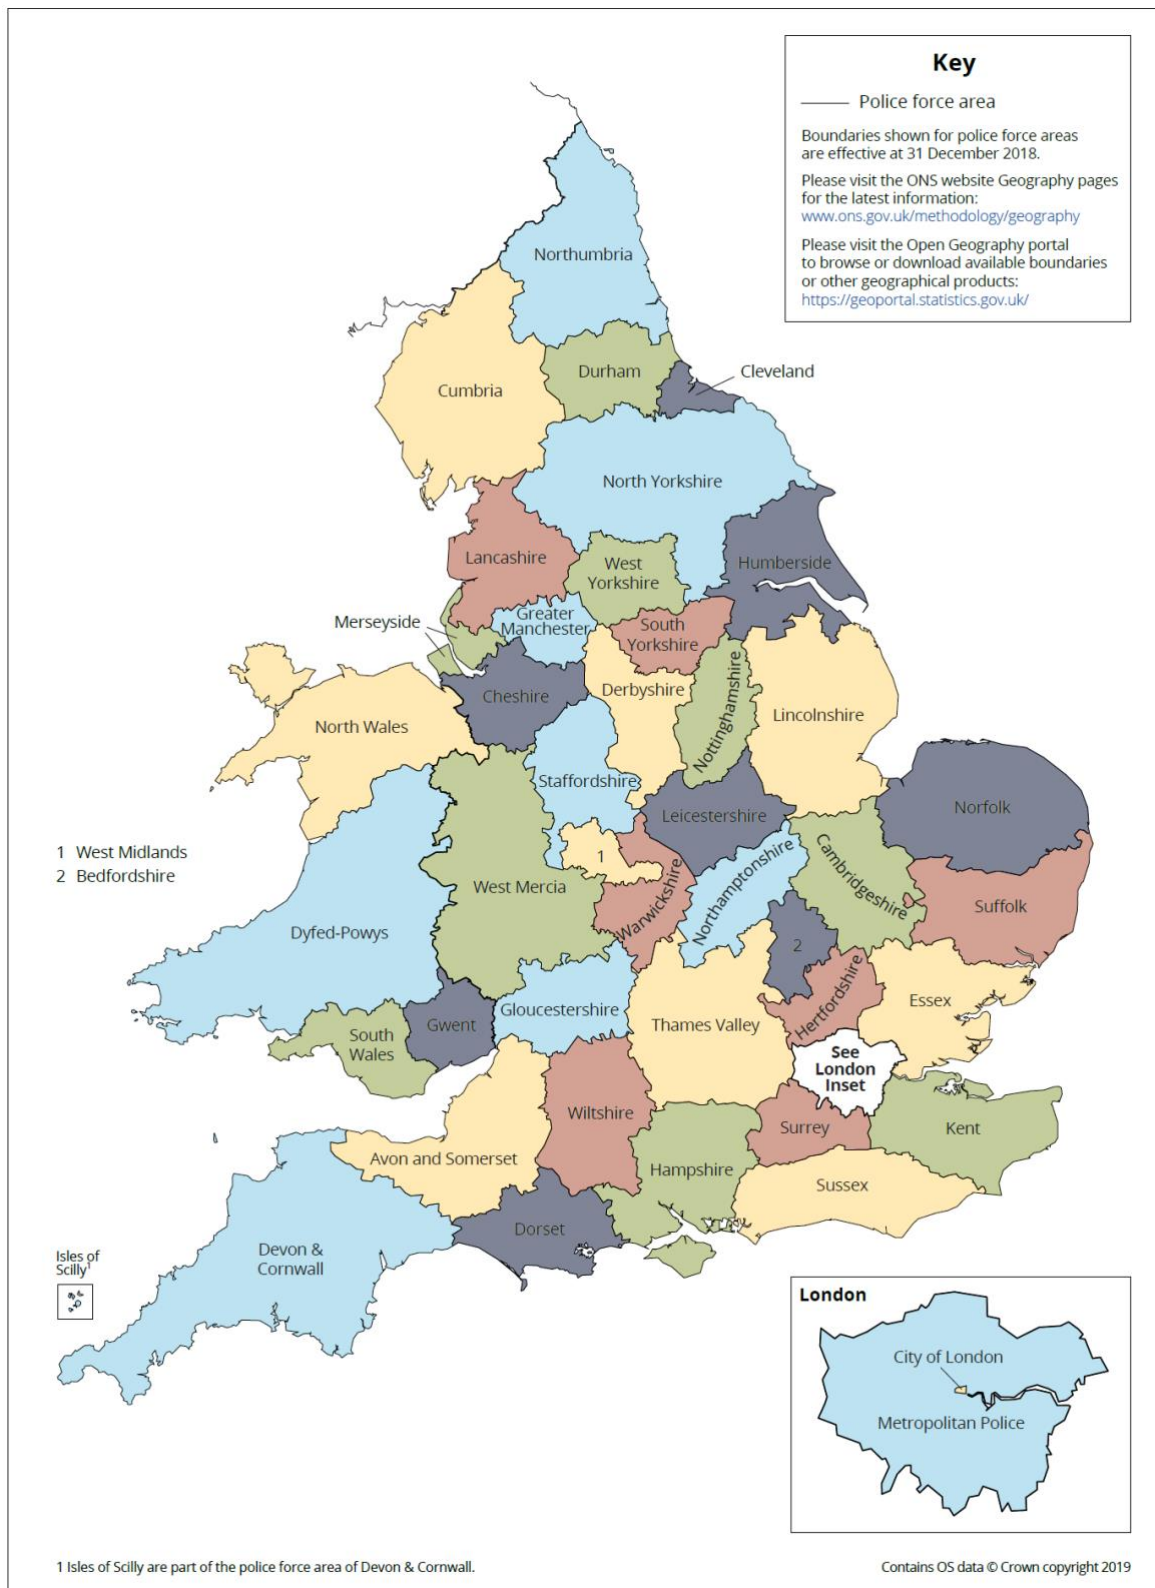 Key
Police force area
Boundaries shown for police force areas
are effective at 31 December 2018.
Please visit the ONS website Geography pages
for the latest information:
www.ons.gov.uk/methodology/geography
Please visit the Open Geography portal
to browse or download available boundaries
or other geographical products:
https://geoportal.statistics.gov.uk/
Northumbria
Durham
Cleveland
Cumbria
North Yorkshire
Lancashire
West
Yorkshire
Humberside
Merseyside
Greater
Manchester
South
Yorkshire
Cheshire
Derbyshire
Nottinghamshire
Lincolnshire
North Wales
Staffordshire
Leicestershire
Norfolk
1 West Midlands
2 Bedfordshire
1
West Mercia
Warwickshire
Northamptonshire
Cambridgeshire
Suffolk
Dyfed-Powys
2
Hertfordshire
Essex
Gloucestershire
Thames Valley
Gwent
South
Wales
See
London
Inset
Wiltshire
Surrey
Kent
Avon and Somerset
Hampshire
Sussex
Dorset
Devon &
Cornwall
Isles of
Scilly¹
London
City of London
Metropolitan Police
1 Isles of Scilly are part of the police force area of Devon & Cornwall.
Contains OS data © Crown copyright 2019